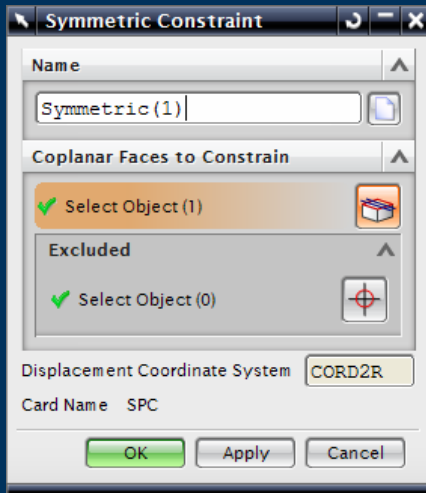 Symmetric Constraint
Name
Symmetric(1)
Coplanar Faces to Constrain
Select Object (1)
Excluded
Select Object (0)
Displacement Coordinate System CORD2R
Card Name SPC
OK Apply Cancel